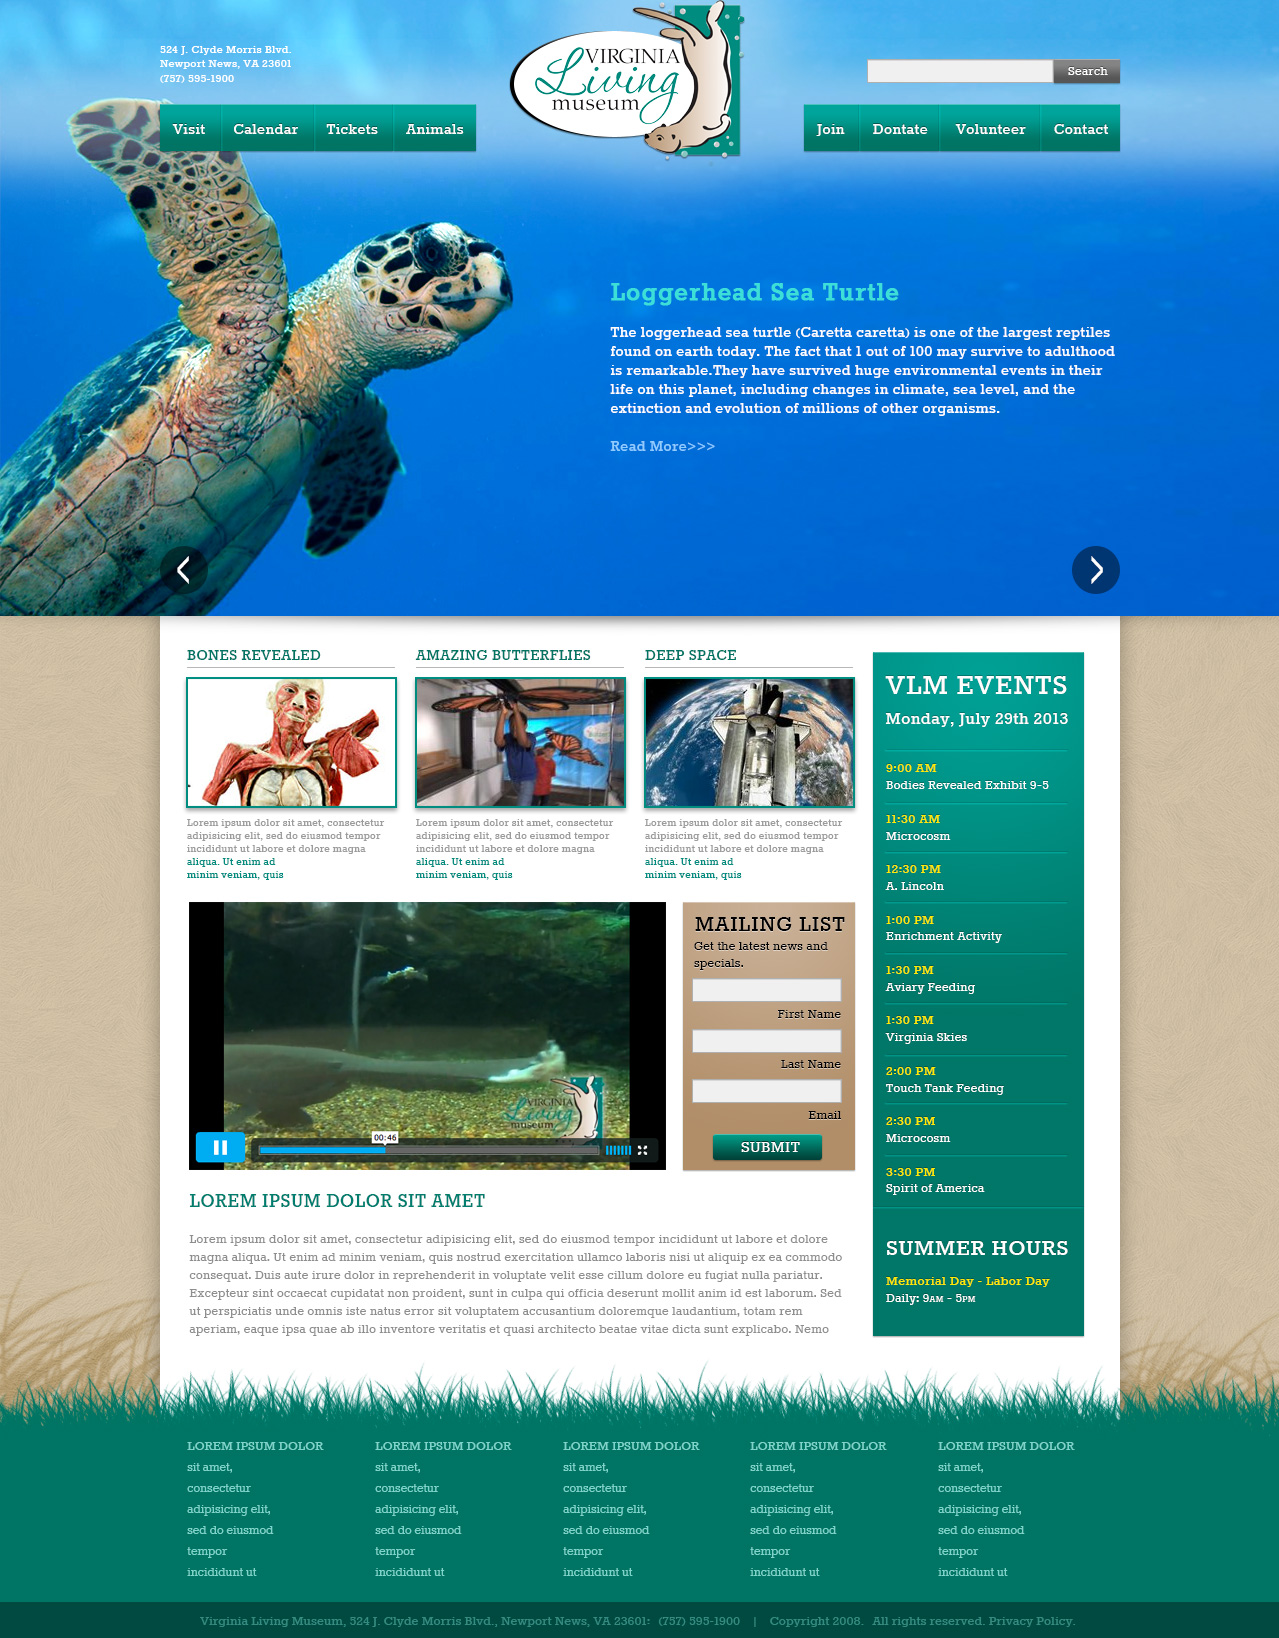 524 J. Clyde Morris Blvd.
Newport News, VA 23601
(757) 595-1900
VIRGINIA
Living
museum
Search
Visit
Calendar
Tickets
Animals
Join
Dontate
Volunteer
Contact
Loggerhead Sea Turtle
The loggerhead sea turtle (Caretta caretta) is one of the largest reptiles
found on earth today. The fact that 1 out of 100 may survive to adulthood
is remarkable.They have survived huge environmental events in their
life on this planet, including changes in climate, sea level, and the
extinction and evolution of millions of other organisms.
Read More>>>
BONES REVEALED
Lorem ipsum dolor sit amet, consectetur
adipisicing elit, sed do eiusmod tempor
incididunt ut labore et dolore magna
aliqua. Ut enim ad
minim veniam, quis
AMAZING BUTTERFLIES
Lorem ipsum dolor sit amet, consectetur
adipisicing elit, sed do eiusmod tempor
incididunt ut labore et dolore magna
aliqua. Ut enim ad
minim veniam, quis
DEEP SPACE
Lorem ipsum dolor sit amet, consectetur
adipisicing elit, sed do eiusmod tempor
incididunt ut labore et dolore magna
aliqua. Ut enim ad
minim veniam, quis
VIRGINIA
Living
museum
00:46
MAILING LIST
Get the latest news and
specials.
First Name
Last Name
Email
SUBMIT
LOREM IPSUM DOLOR SIT AMET
Lorem ipsum dolor sit amet, consectetur adipisicing elit, sed do eiusmod tempor incididunt ut labore et dolore
magna aliqua. Ut enim ad minim veniam, quis nostrud exercitation ullamco laboris nisi ut aliquip ex ea commodo
consequat. Duis aute irure dolor in reprehenderit in voluptate velit esse cillum dolore eu fugiat nulla pariatur.
Excepteur sint occaecat cupidatat non proident, sunt in culpa qui officia deserunt mollit anim id est laborum. Sed
ut perspiciatis unde omnis iste natus error sit voluptatem accusantium doloremque laudantium, totam rem
aperiam, eaque ipsa quae ab illo inventore veritatis et quasi architecto beatae vitae dicta sunt explicabo. Nemo
VLM EVENTS
Monday, July 29th 2013
9:00 AM
Bodies Revealed Exhibit 9-5
11:30 AM
Microcosm
12:30 PM
A. Lincoln
1:00 PM
Enrichment Activity
1:30 PM
Aviary Feeding
1:30 PM
Virginia Skies
2:00 PM
Touch Tank Feeding
2:30 PM
Microcosm
3:30 PM
Spirit of America
SUMMER HOURS
Memorial Day - Labor Day
Daily: 9AM - 5PM
LOREM IPSUM DOLOR
sit amet,
consectetur
adipisicing elit,
sed do eiusmod
tempor
incididunt ut
LOREM IPSUM DOLOR
sit amet,
consectetur
adipisicing elit,
sed do eiusmod
tempor
incididunt ut
LOREM IPSUM DOLOR
sit amet,
consectetur
adipisicing elit,
sed do eiusmod
tempor
incididunt ut
LOREM IPSUM DOLOR
sit amet,
consectetur
adipisicing elit,
sed do eiusmod
tempor
incididunt ut
LOREM IPSUM DOLOR
sit amet,
consectetur
adipisicing elit,
sed do eiusmod
tempor
incididunt ut
Virginia Living Museum, 524 J. Clyde Morris Blvd., Newport News, VA 23601: (757) 595-1900 | Copyright 2008. All rights reserved. Privacy Policy.